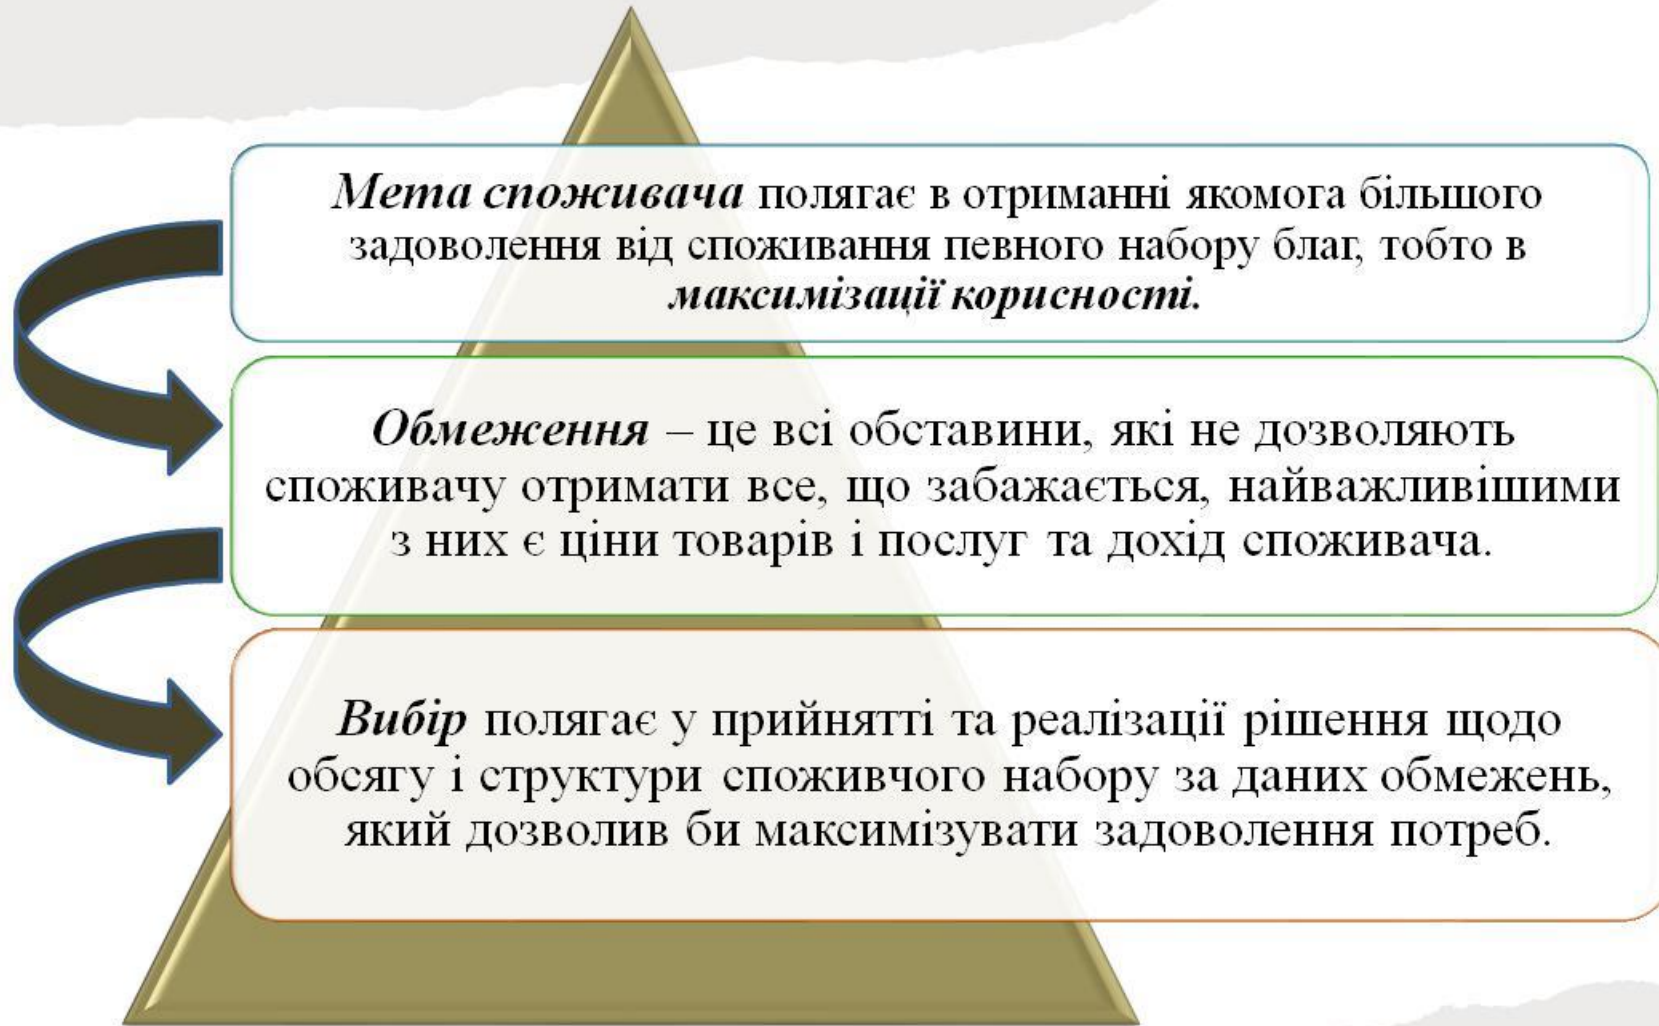 Мета споживача полягає в отриманні якомога більшого
задоволення від споживання певного набору благ, тобто в
максимізації корисності.
Обмеження – це всі обставини, які не дозволяють
споживачу отримати все, що забажається, найважливішими
з них є ціни товарів і послуг та дохід споживача.
Вибір полягає у прийнятті та реалізації рішення щодо
обсягу і структури споживчого набору за даних обмежень,
який дозволив би максимізувати задоволення потреб.